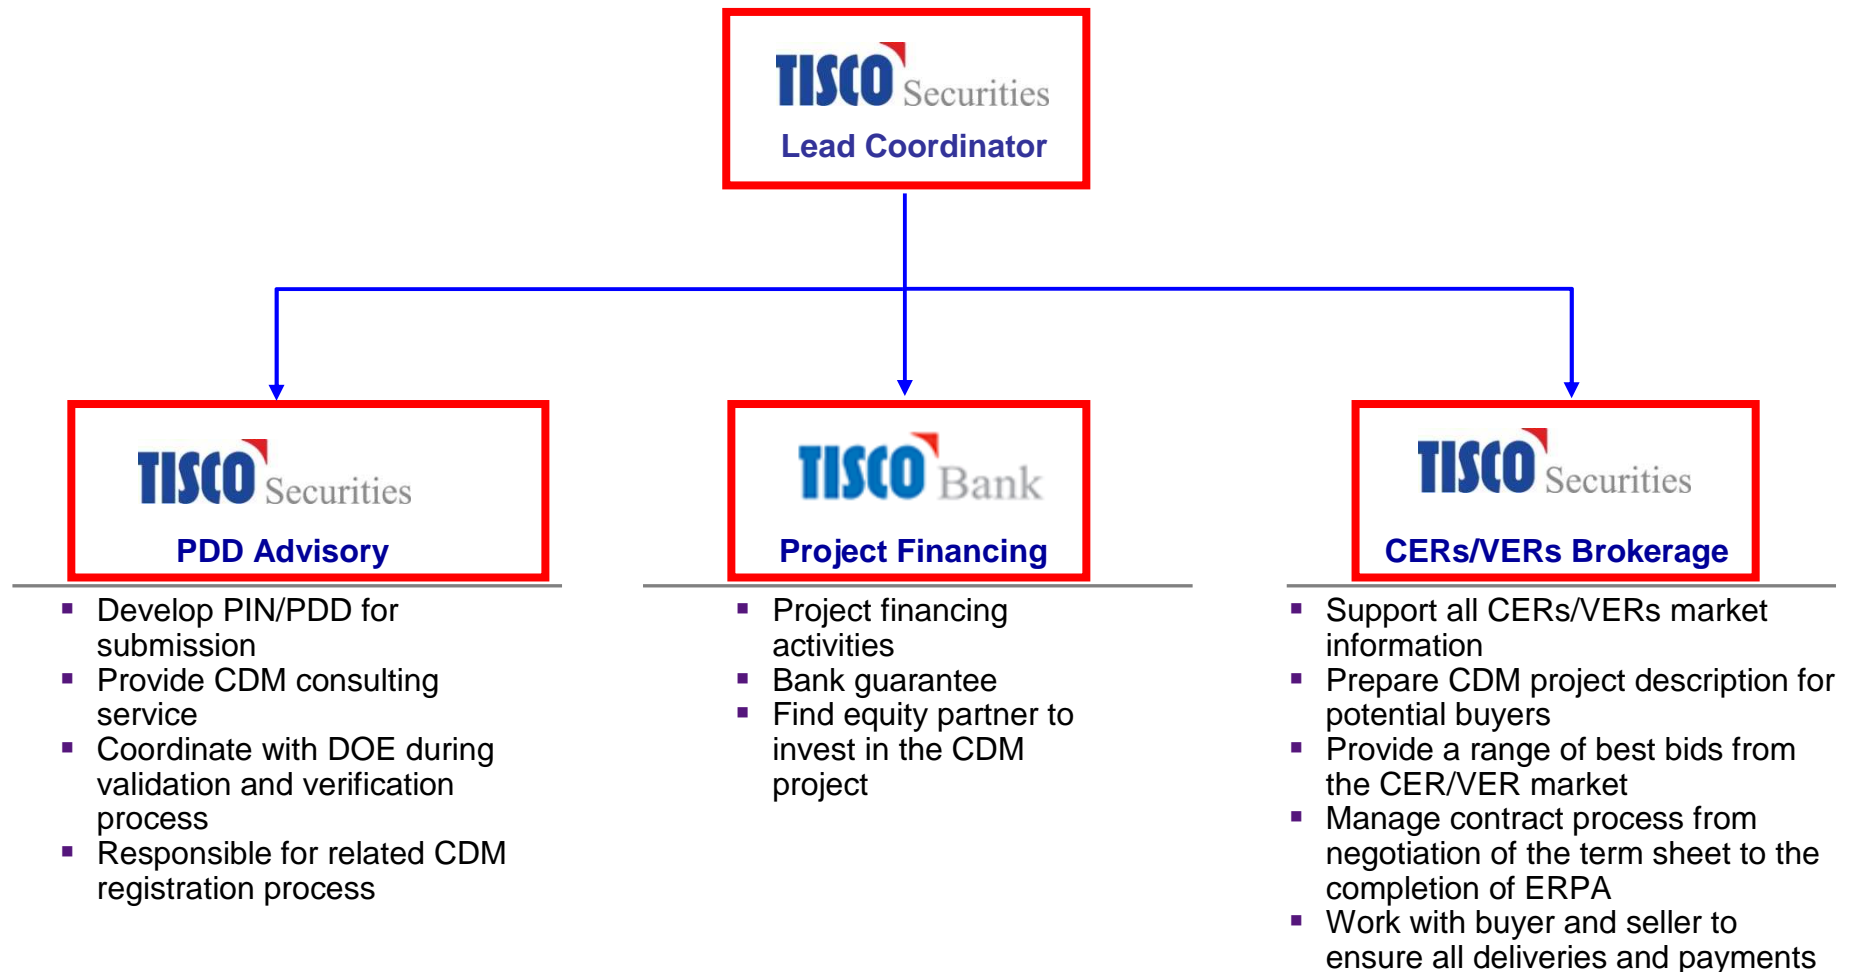 TISCO Securities
Lead Coordinator
TISCO Securities
PDD Advisory
▪ Develop PIN/PDD for
submission
▪ Provide CDM consulting
service
▪ Coordinate with DOE during
validation and verification
process
▪ Responsible for related CDM
registration process
TISCO Bank
Project Financing
▪ Project financing
activities
▪ Bank guarantee
▪ Find equity partner to
invest in the CDM
project
TISCO Securities
CERs/VERs Brokerage
▪ Support all CERs/VERs market
information
▪ Prepare CDM project description for
potential buyers
▪ Provide a range of best bids from
the CER/VER market
▪ Manage contract process from
negotiation of the term sheet to the
completion of ERPA
▪ Work with buyer and seller to
ensure all deliveries and payments